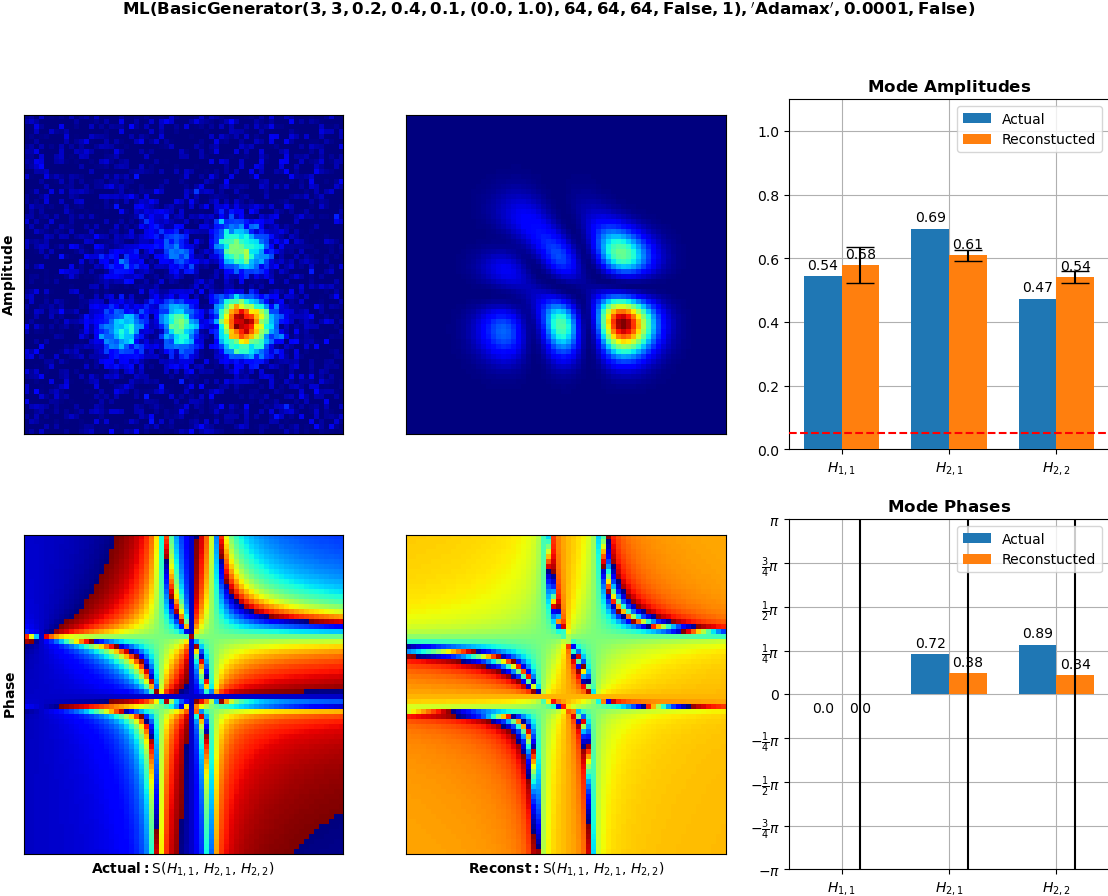 ML(BasicGenerator(3, 3, 0.2, 0.4, 0.1, (0.0, 1.0), 64, 64, 64, False, 1), ′Adamax′, 0.0001, False)
Amplitude
Mode Amplitudes
Actual
Reconstucted
1.0
0.8
0.6
0.4
0.2
0.0
0.54
0.58
0.69
0.61
0.47
0.54
H1,1
H2,1
H2,2
Phase
Actual: S(H1,1, H2,1, H2,2)
Reconst: S(H1,1, H2,1, H2,2)
Mode Phases
Actual
Reconstucted
π
3/4π
1/2π
1/4π
0
−1/4π
−1/2π
−3/4π
−π
0.0
0.0
0.72
0.38
0.89
0.34
H1,1
H2,1
H2,2